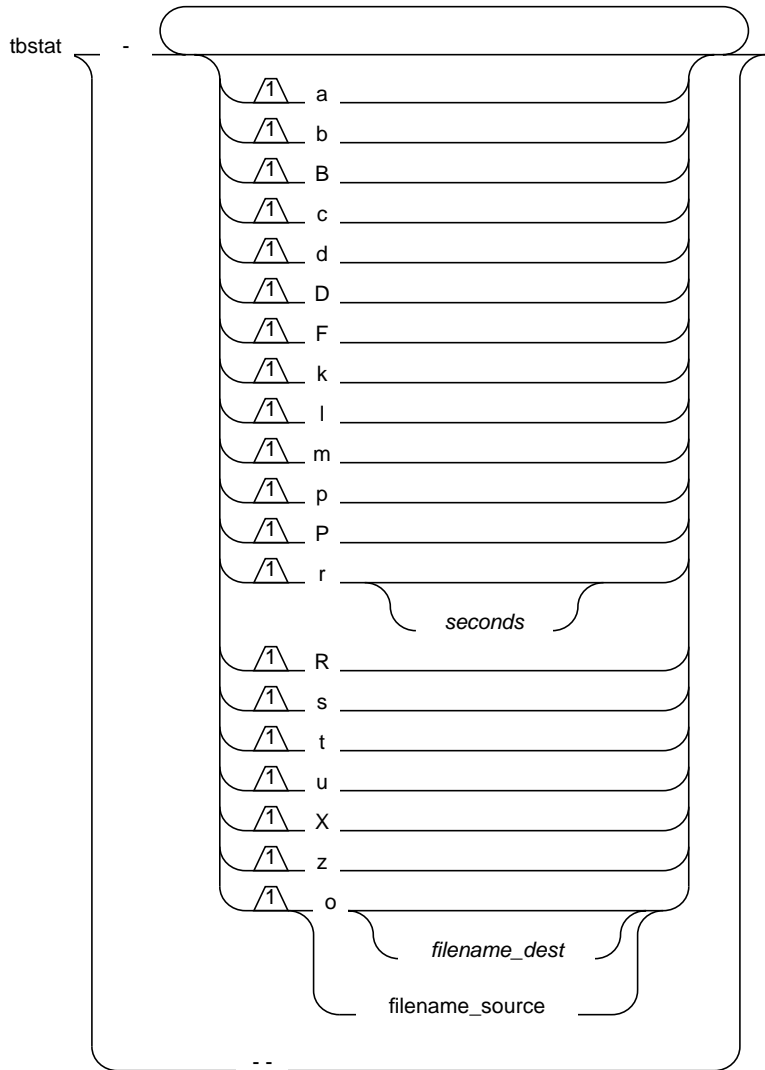 tbstat -
1 a
1 b
1 B
1 c
1 d
1 D
1 F
1 k
1 l
1 m
1 p
1 P
1 r
seconds
1 R
1 s
1 t
1 u
1 X
1 z
1 o
filename_dest
filename_source
- -